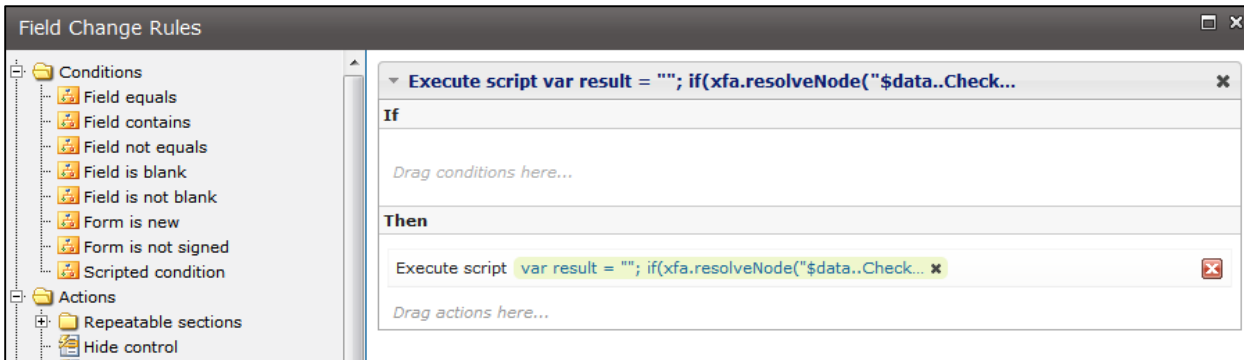 Field Change Rules
Conditions
Field equals
Field contains
Field not equals
Field is blank
Field is not blank
Form is new
Form is not signed
Scripted condition
Actions
Repeatable sections
Hide control
Execute script var result = ""; if(xfa.resolveNode("$data..Check...
If
Drag conditions here...
Then
Execute script var result = ""; if(xfa.resolveNode("$data..Check...
Drag actions here...